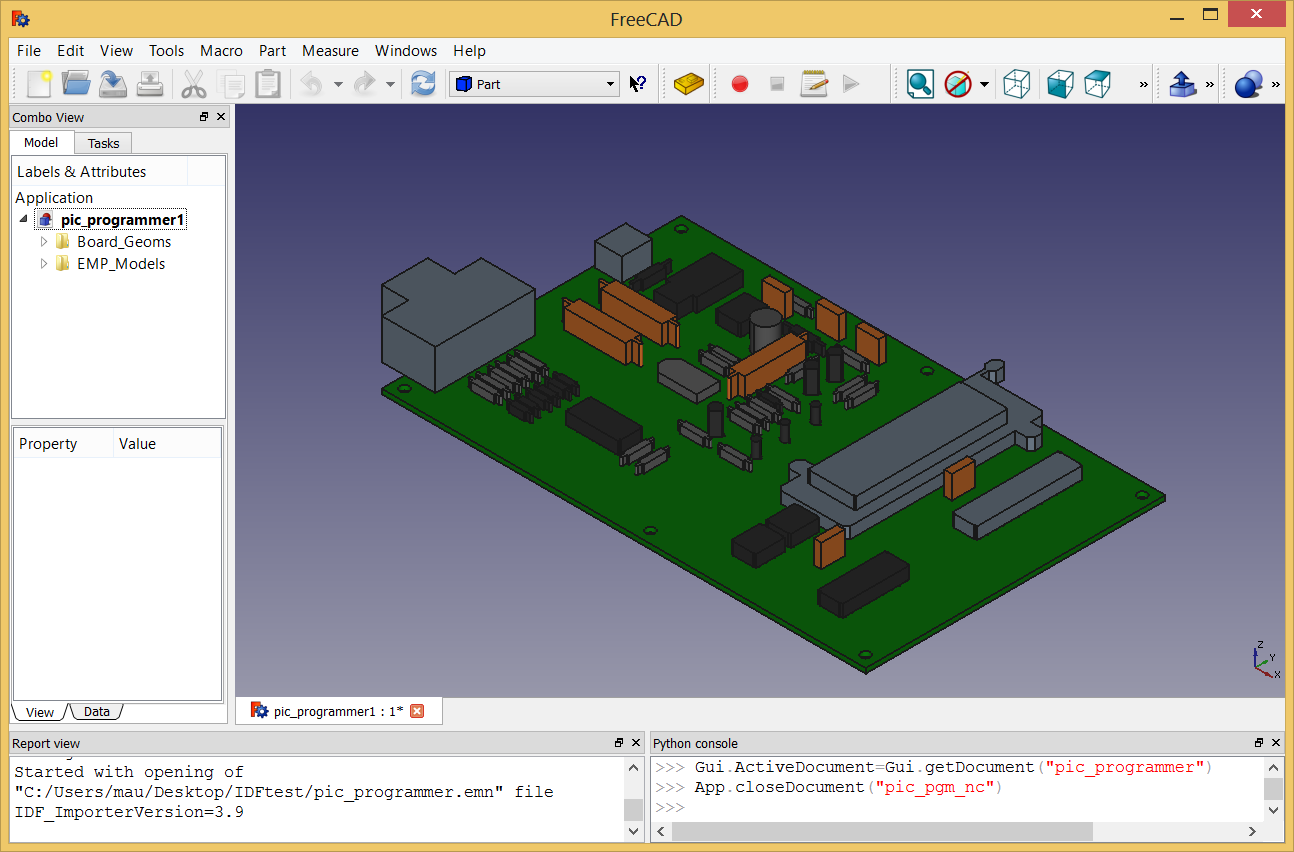 FreeCAD
File Edit View Tools Macro Part Measure Windows Help
Part
Combo View
Model Tasks
Labels & Attributes
Application
pic_programmer1
Board_Geoms
EMP_Models
Property Value
View Data
Z
Y
X
pic_programmer1 : 1*
Report view
Started with opening of
"C:/Users/mau/Desktop/IDFtest/pic_programmer.emn" file
IDF_ImporterVersion=3.9
Python console
>>> Gui.ActiveDocument=Gui.getDocument("pic_programmer")
>>> App.closeDocument("pic_pgm_nc")
>>>